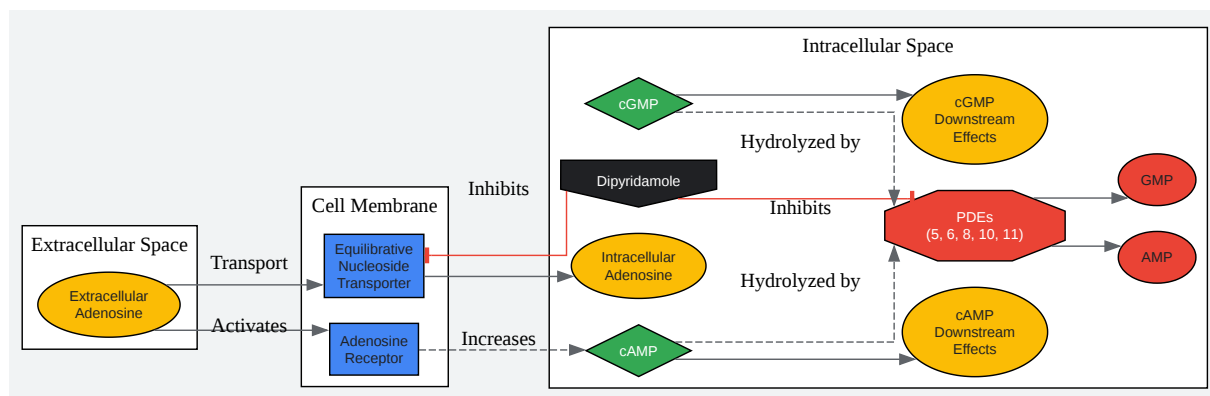 Extracellular Space
Extracellular
Adenosine
Transport
Activates
Cell Membrane
Equilibrative
Nucleoside
Transporter
Adenosine
Receptor
Inhibits
Increases
Intracellular Space
cGMP
cGMP
Downstream
Effects
Hydrolyzed by
Dipyridamole
Inhibits
PDEs
(5, 6, 8, 10, 11)
GMP
AMP
Intracellular
Adenosine
Hydrolyzed by
cAMP
cAMP
Downstream
Effects